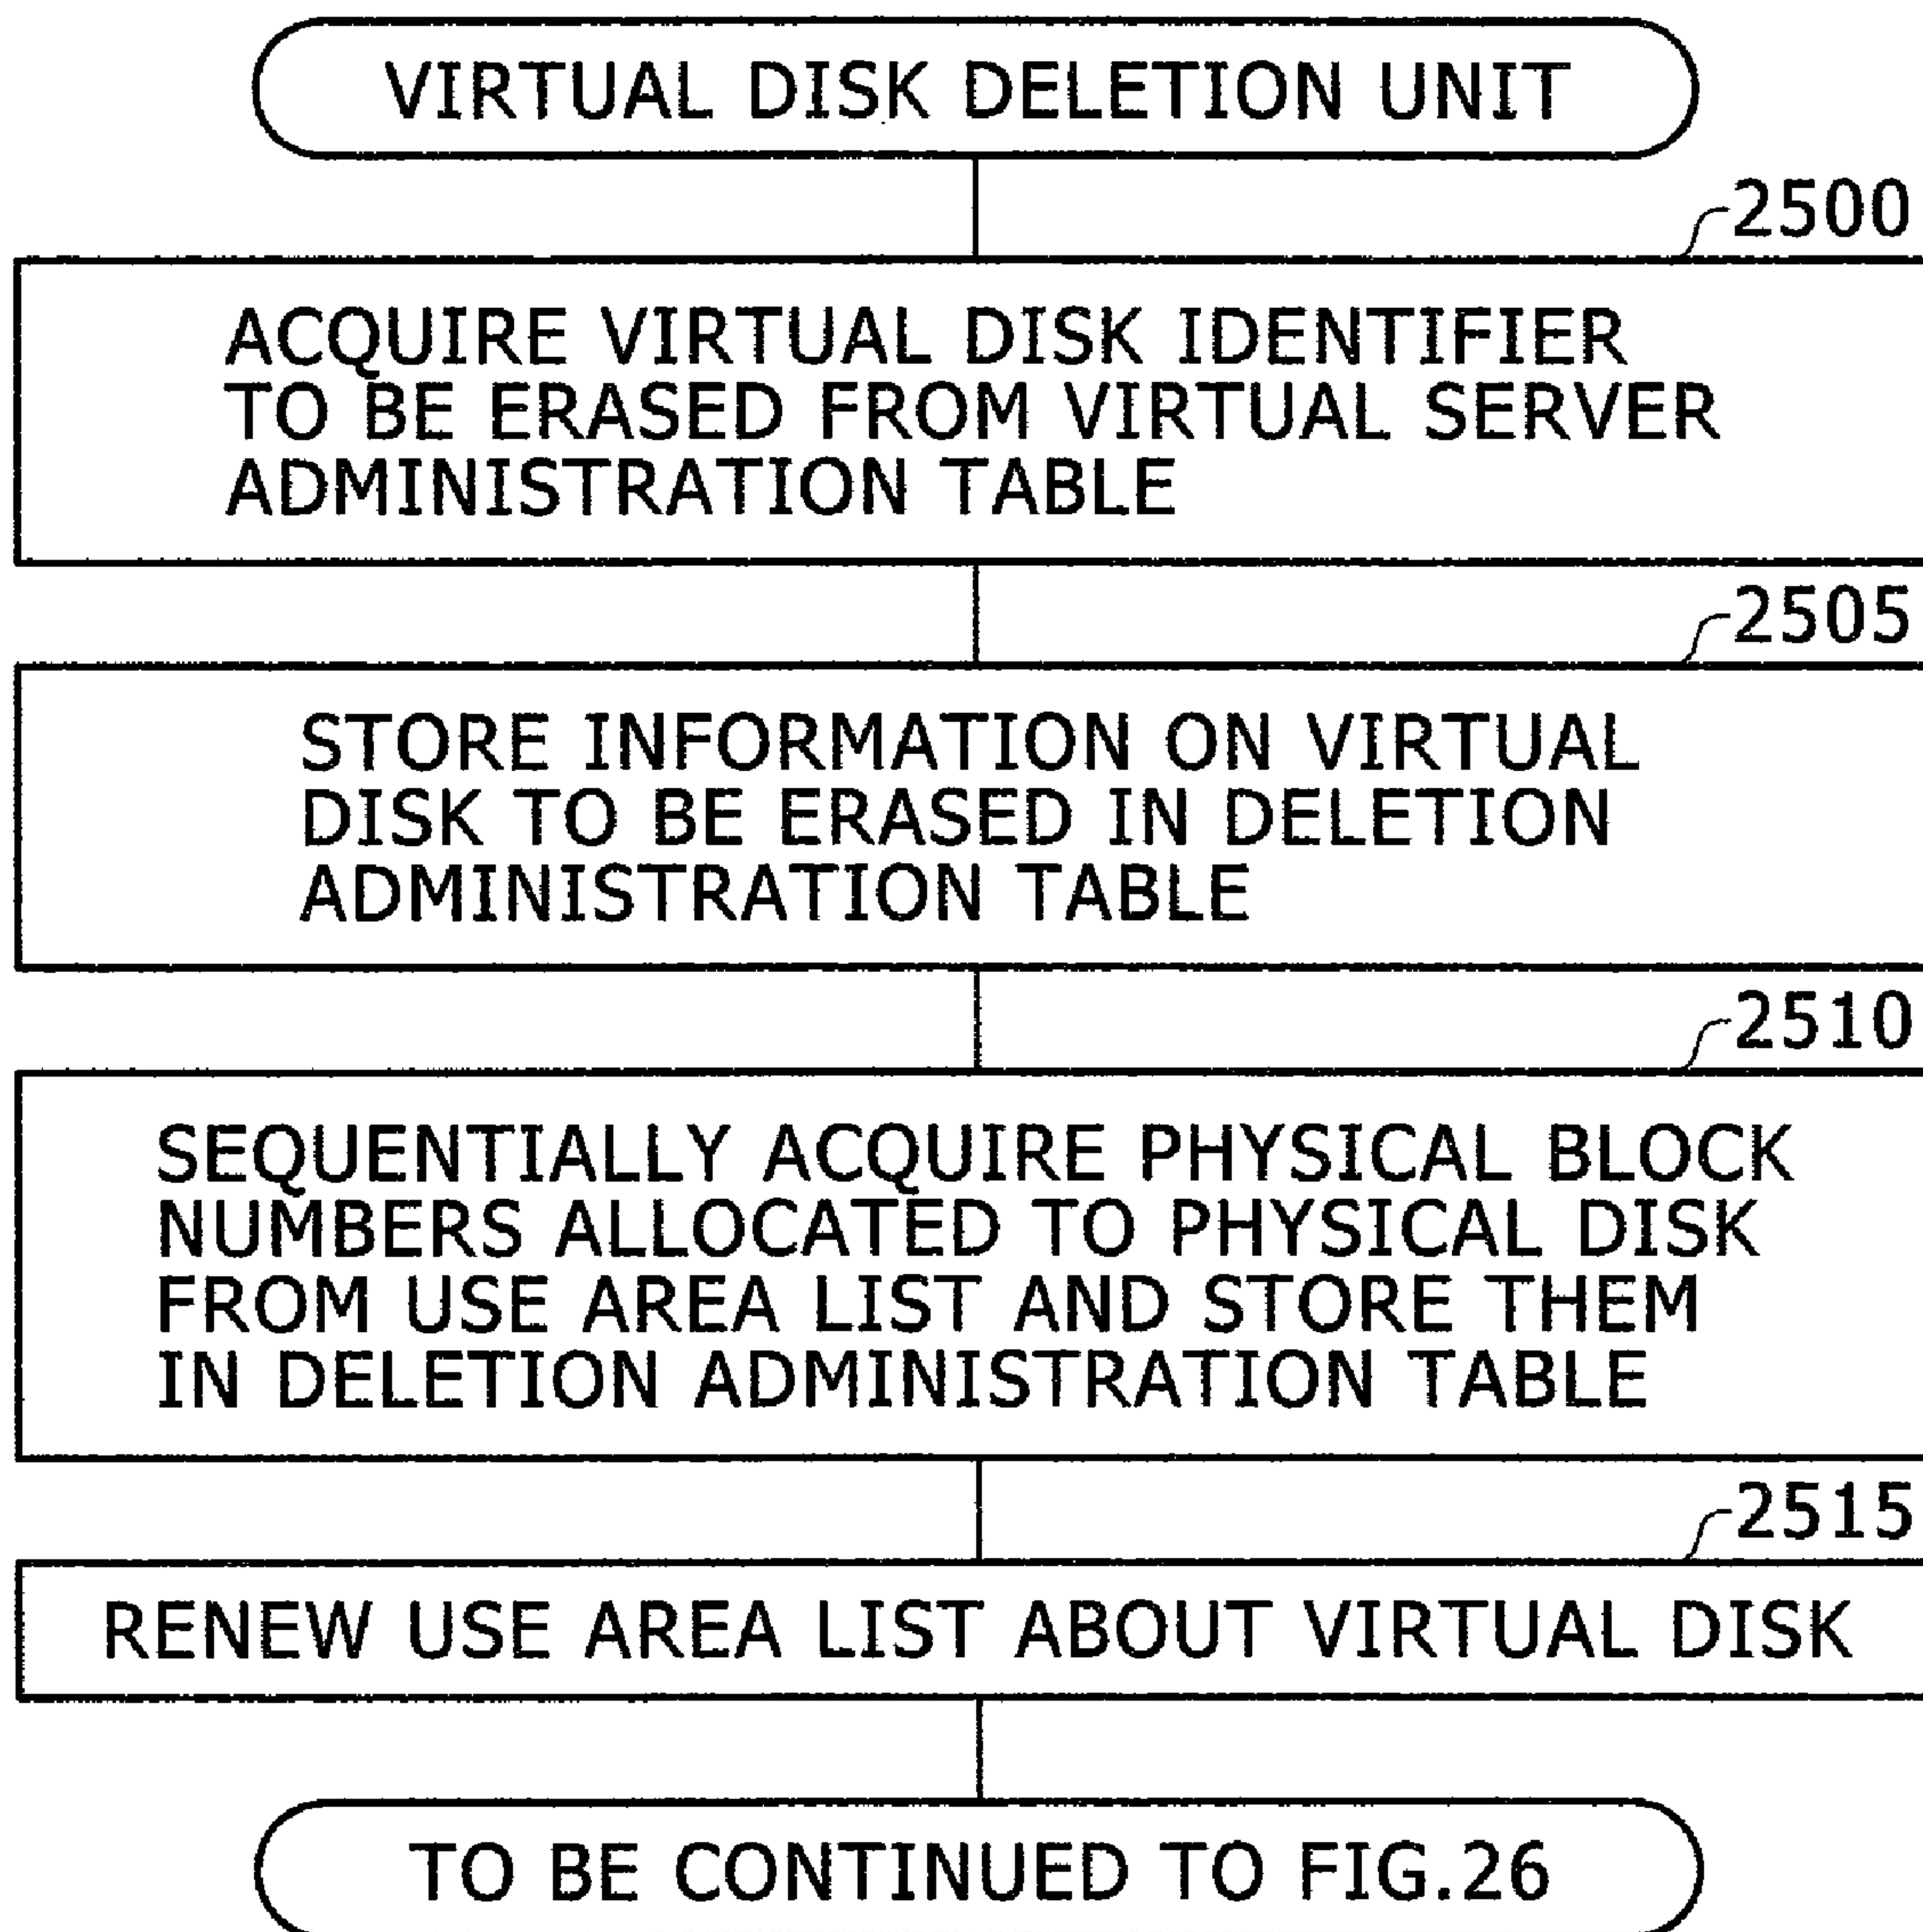 VIRTUAL DISK DELETION UNIT
2500
ACQUIRE VIRTUAL DISK IDENTIFIER
TO BE ERASED FROM VIRTUAL SERVER
ADMINISTRATION TABLE
2505
STORE INFORMATION ON VIRTUAL
DISK TO BE ERASED IN DELETION
ADMINISTRATION TABLE
2510
SEQUENTIALLY ACQUIRE PHYSICAL BLOCK
NUMBERS ALLOCATED TO PHYSICAL DISK
FROM USE AREA LIST AND STORE THEM
IN DELETION ADMINISTRATION TABLE
2515
RENEW USE AREA LIST ABOUT VIRTUAL DISK
TO BE CONTINUED TO FIG.26